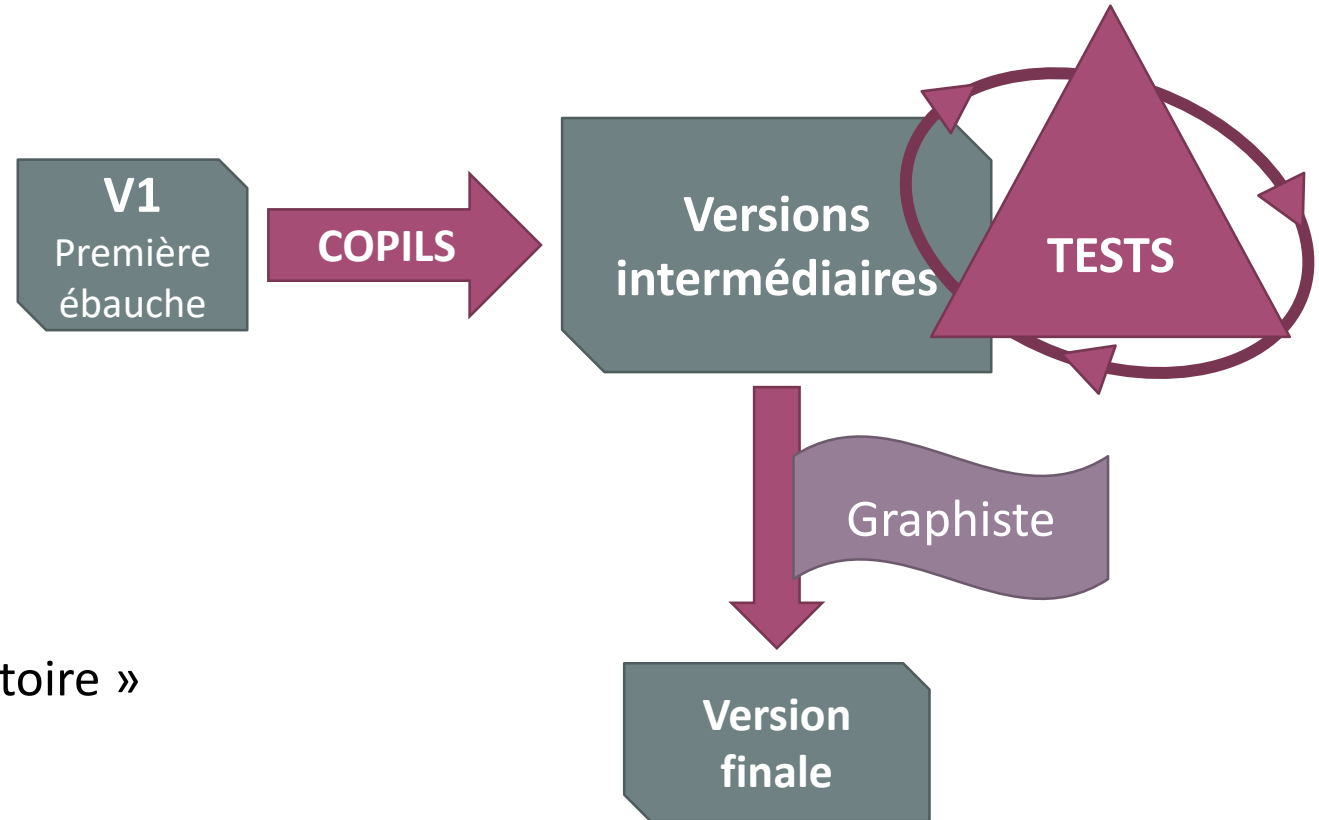 V1
Première
ébauche
COPILS
Versions
intermédiaires
TESTS
Graphiste
toire »
Version
finale